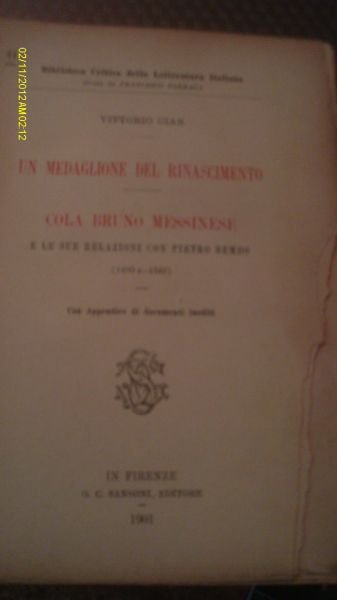 02/11/2012 AM 02:12
Biblioteca Critica della Letteratura Italiana
VITTORIO CIAN
UN MEDAGLIONE DEL RINASCIMENTO
COLA BRUNO MESSINESE
E LE SUE RELAZIONI CON PIETRO BEMBO
Con Appendice di documenti inediti
IN FIRENZE
G. C. SANSONI, EDITORE
1901